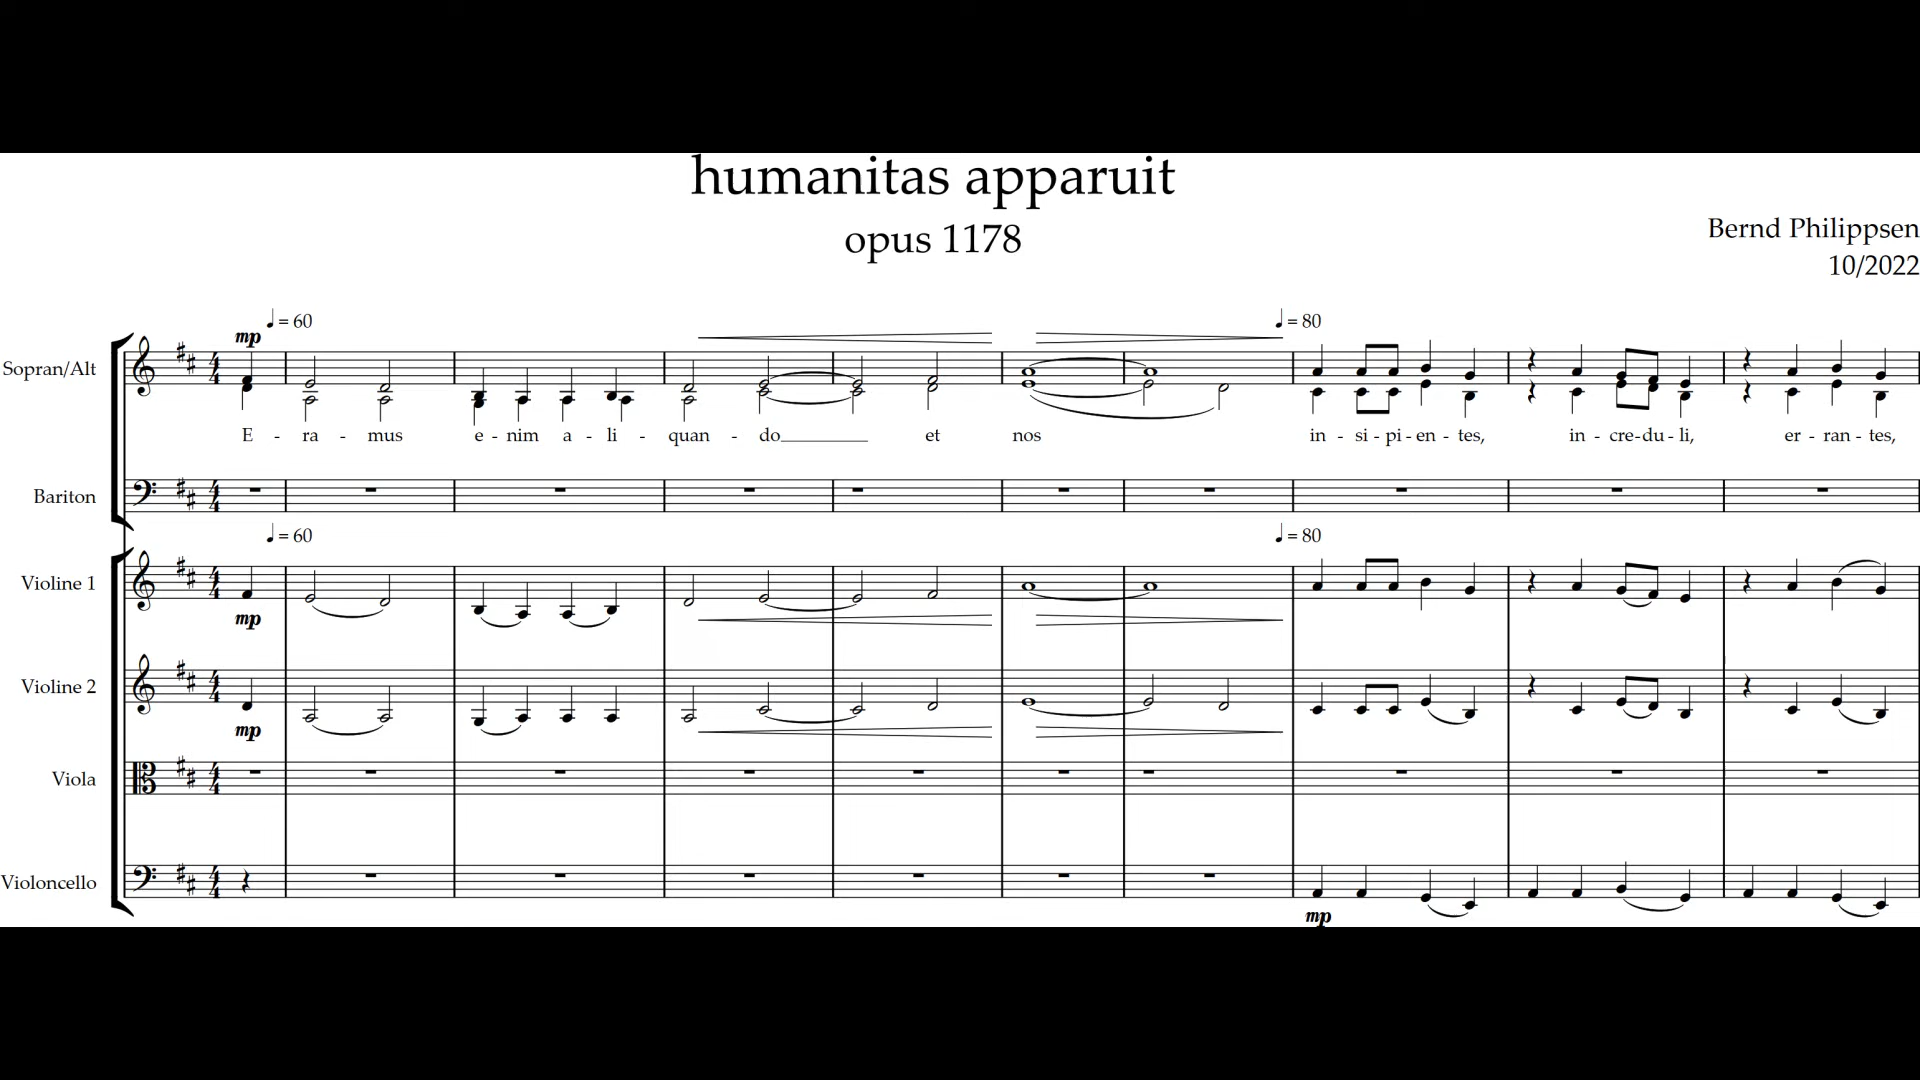 humanitas apparuit
opus 1178
Bernd Philippsen
10/2022
mp ♩ = 60 ♩ = 80
Sopran/Alt
E - ra - mus e - nim a - li - quan - do____ et nos in - si - pi - en - tes, in - cre - du - li, er - ran - tes,
Bariton
♩ = 60 ♩ = 80
Violine 1
mp
Violine 2
mp
Viola
Violoncello
mp